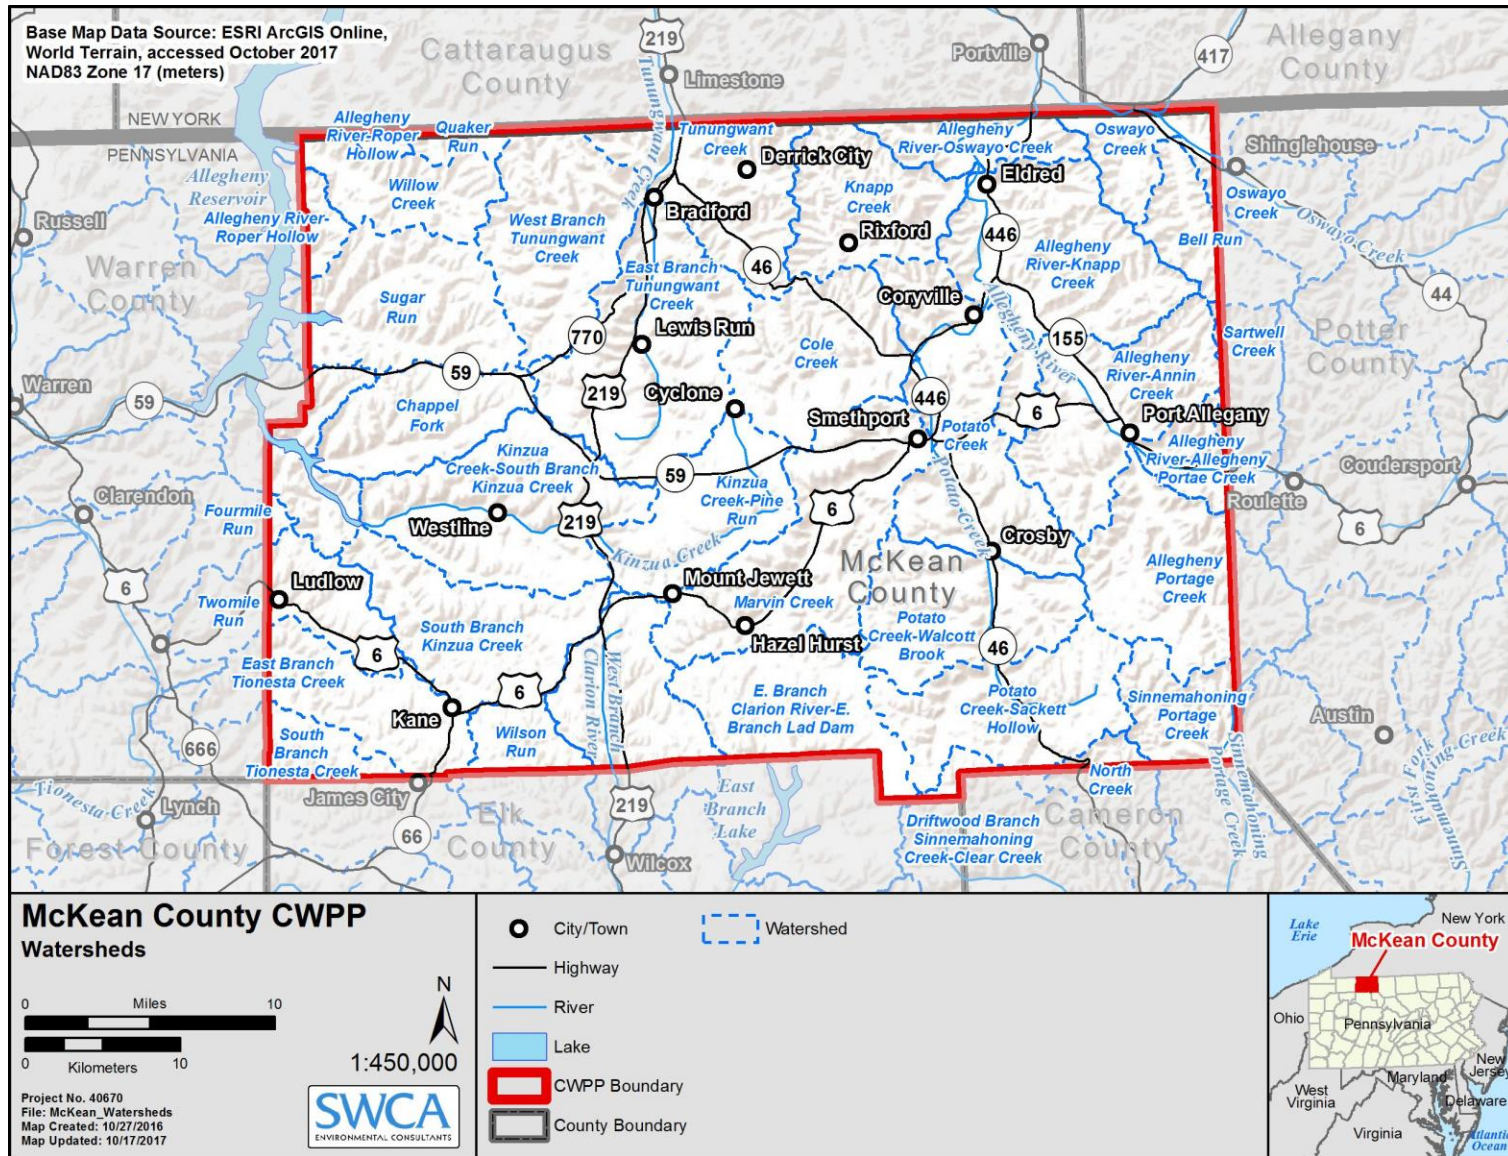 Base Map Data Source: ESRI ArcGIS Online,
World Terrain, accessed October 2017
NAD83 Zone 17 (meters)
Cattaraugus
County
219
Limestone
Portville
417
Allegany
County
NEW YORK
PENNSYLVANIA
Allegheny
Reservoir
Tunungwant
Creek
Allegheny
River-Roper
Hollow
Quaker
Run
Tunungwant
Creek
Derrick City
Allegheny
River-Oswayo Creek
Oswayo
Creek
Shinglehouse
Willow
Creek
Allegheny River-
Roper Hollow
West Branch
Tunungwant
Creek
Bradford
Knapp
Creek
Rixford
Eldred
446
Oswayo
Creek
Oswayo Creek
Bell Run
Russell
Warren
County
Sugar
Run
East Branch
Tunungwant
Creek
46
Allegheny
River-Knapp
Creek
Coryville
Allegheny River
44
Potter
County
770
Lewis Run
Cole
Creek
155
Sartwell
Creek
Warren
59
59
219
Cyclone
Allegheny
River-Annin
Creek
Chappel
Fork
Smethport
446
6
Port Allegany
Potato
Creek
Kinzua
Creek-South Branch
Kinzua Creek
59
Kinzua
Creek-Pine
Run
Potato Creek
Allegheny
River-Allegheny
Portae Creek
Coudersport
Roulette
6
Clarendon
Fourmile
Run
Westline
219
6
Kinzua Creek
Crosby
McKean
County
6
Ludlow
Twomile
Run
Mount Jewett
Marvin Creek
Hazel Hurst
Allegheny
Portage
Creek
South Branch
Kinzua Creek
Potato
Creek-Walcott
Brook
46
East Branch
Tionesta Creek
6
6
West Branch
Clarion River
E. Branch
Clarion River-E.
Branch Lad Dam
Potato
Creek-Sackett
Hollow
Sinnemahoning
Portage
Creek
Austin
Kane
Wilson
Run
South
Branch
Tionesta Creek
666
Tionesta Creek
Lynch
Forest County
James City
66
Elk
County
219
Wilcox
East
Branch
Lake
North
Creek
Cameron
County
Driftwood Branch
Sinnemahoning
Creek-Clear Creek
Sinnemahoning
Portage Creek
First Fork
Sinnemahoning Creek
McKean County CWPP
Watersheds
0 Miles 10
0 Kilometers 10
N
1:450,000
Project No. 40670
File: McKean_Watersheds
Map Created: 10/27/2016
Map Updated: 10/17/2017
SWCA
ENVIRONMENTAL CONSULTANTS
City/Town
Highway
River
Lake
CWPP Boundary
County Boundary
Watershed
Lake
Erie
New York
McKean County
Ohio
Pennsylvania
New
Jersey
West
Virginia
Maryland
Delaware
Virginia
Atlantic
Ocean